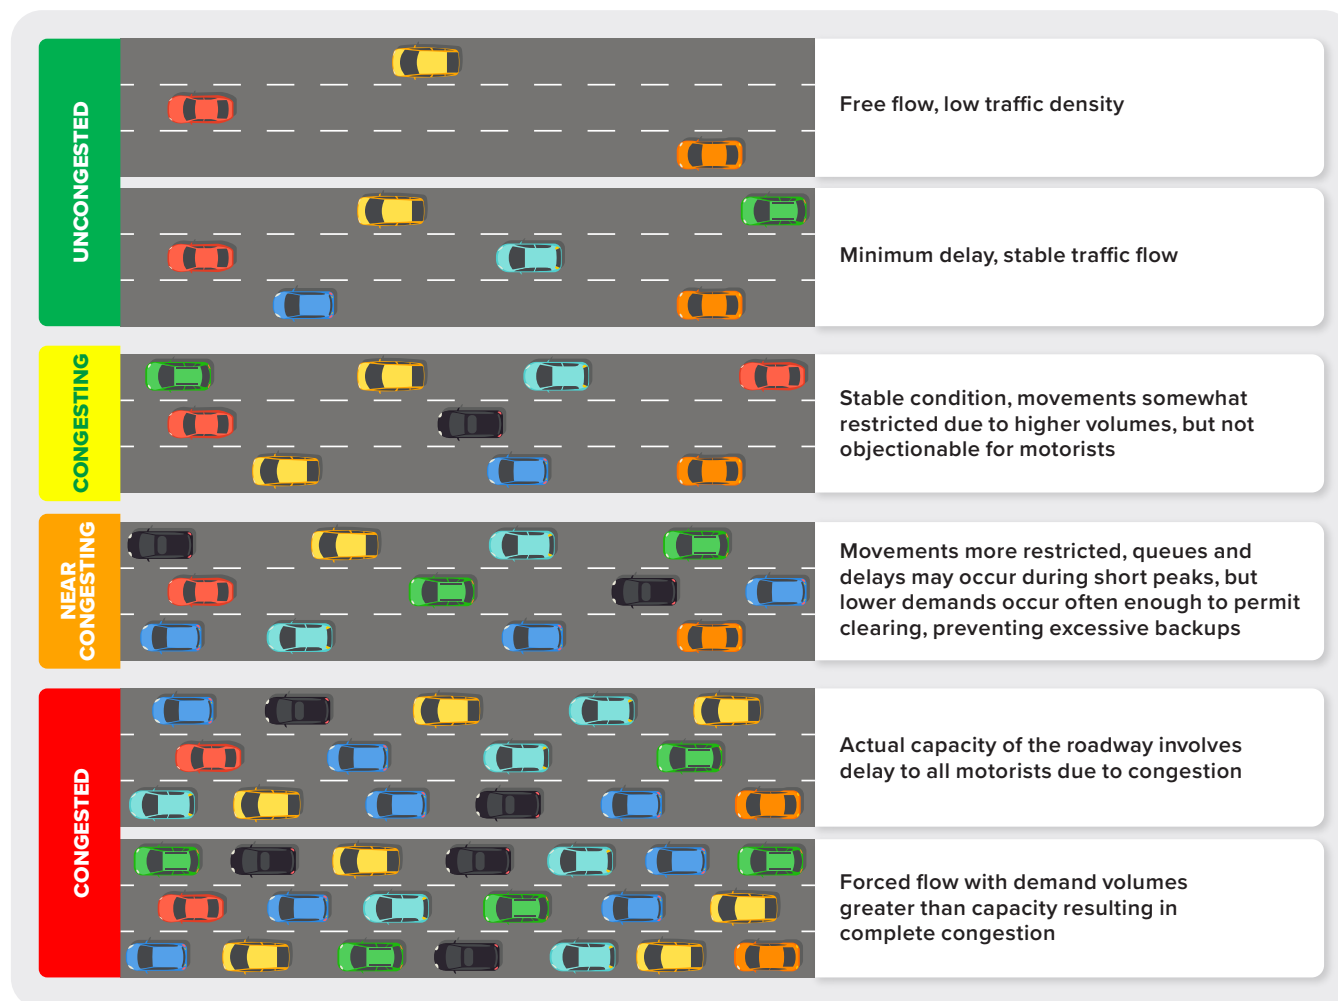 UNCONGESTED
Free flow, low traffic density
Minimum delay, stable traffic flow
CONGESTING
Stable condition, movements somewhat
restricted due to higher volumes, but not
objectionable for motorists
NEAR
CONGESTING
Movements more restricted, queues and
delays may occur during short peaks, but
lower demands occur often enough to permit
clearing, preventing excessive backups
CONGESTED
Actual capacity of the roadway involves
delay to all motorists due to congestion
Forced flow with demand volumes
greater than capacity resulting in
complete congestion